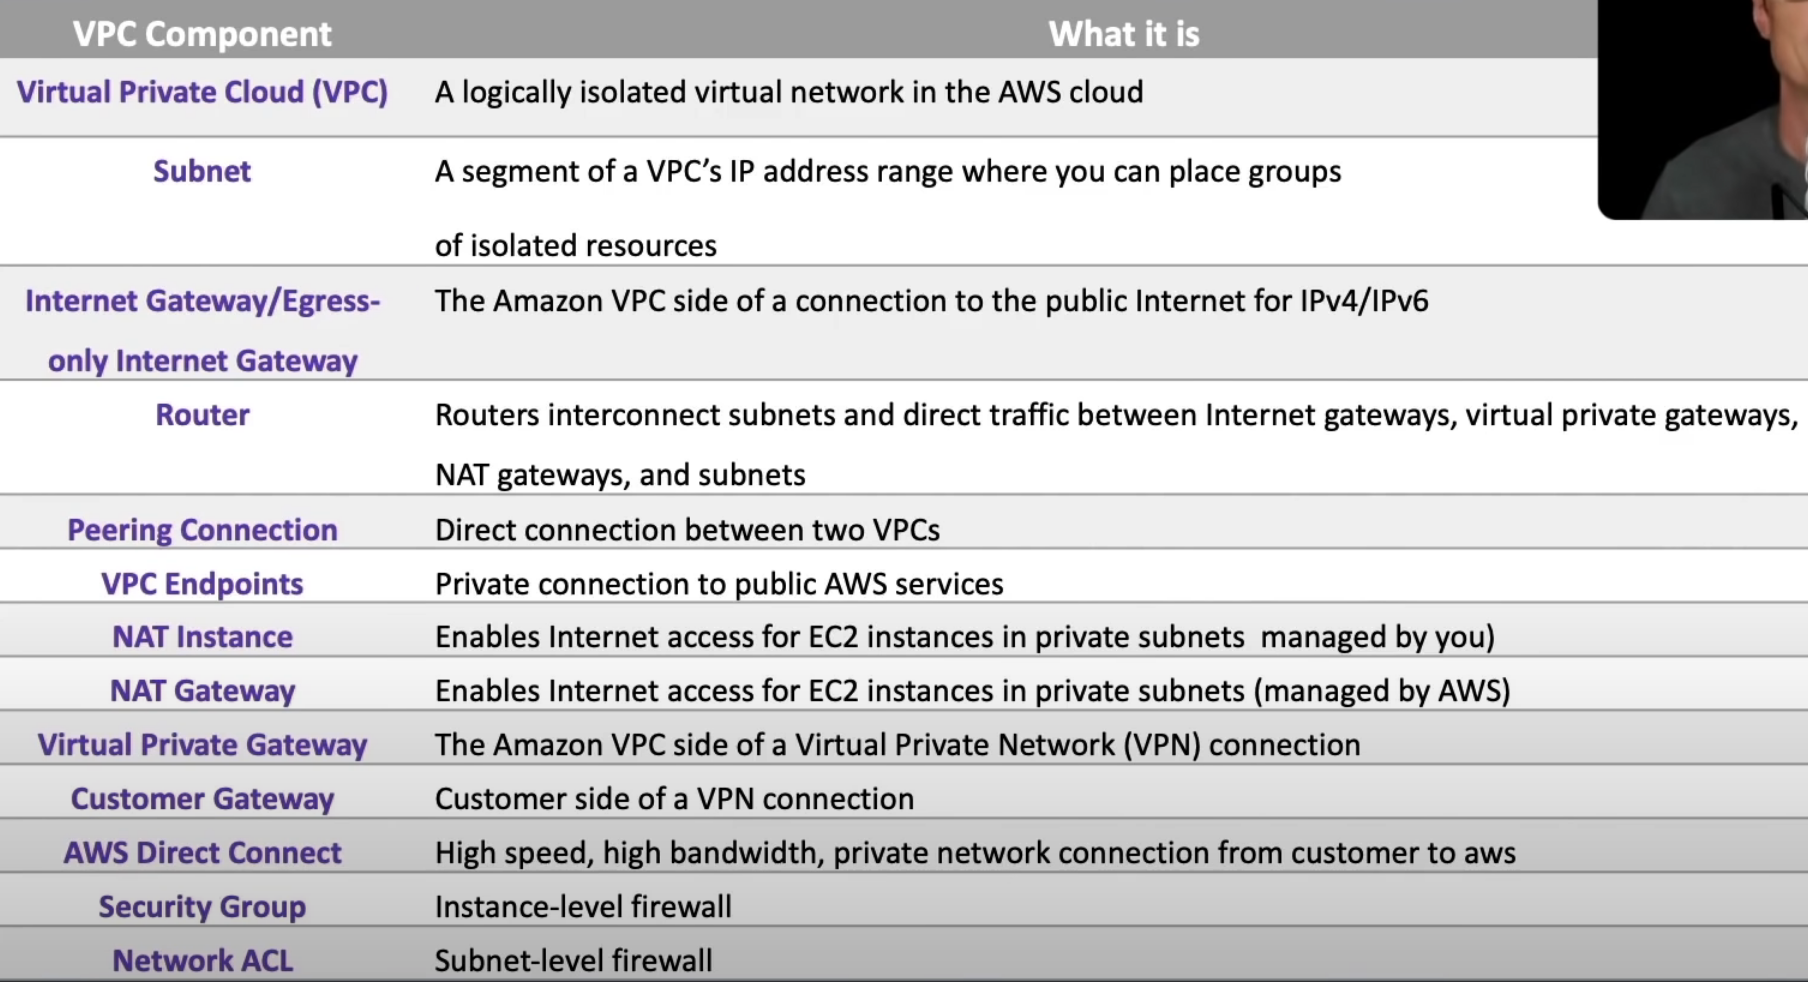 VPC Component What it is
Virtual Private Cloud (VPC) A logically isolated virtual network in the AWS cloud
Subnet A segment of a VPC’s IP address range where you can place groups
of isolated resources
Internet Gateway/Egress- The Amazon VPC side of a connection to the public Internet for IPv4/IPv6
only Internet Gateway
Router Routers interconnect subnets and direct traffic between Internet gateways, virtual private gateways,
NAT gateways, and subnets
Peering Connection Direct connection between two VPCs
VPC Endpoints Private connection to public AWS services
NAT Instance Enables Internet access for EC2 instances in private subnets  managed by you)
NAT Gateway Enables Internet access for EC2 instances in private subnets (managed by AWS)
Virtual Private Gateway The Amazon VPC side of a Virtual Private Network (VPN) connection
Customer Gateway Customer side of a VPN connection
AWS Direct Connect High speed, high bandwidth, private network connection from customer to aws
Security Group Instance-level firewall
Network ACL Subnet-level firewall